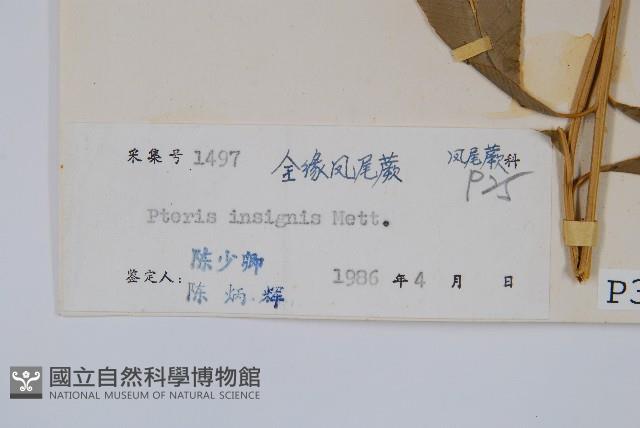 采集号 1497 全缘凤尾蕨 凤尾蕨科
P25
Pteris insignis Mett.
陈少卿
鉴定人: 陈炳辉 1986 年 4 月 日
P3
國立自然科學博物館
NATIONAL MUSEUM OF NATURAL SCIENCE